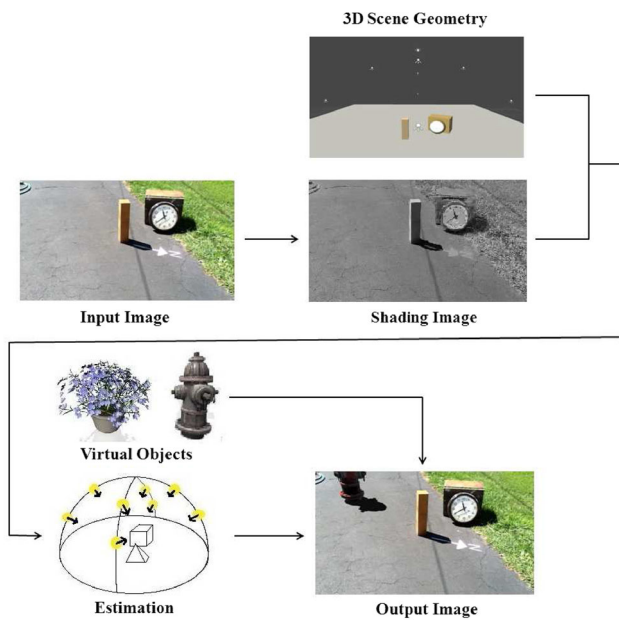 3D Scene Geometry
Input Image
Shading Image
Virtual Objects
Estimation
Output Image